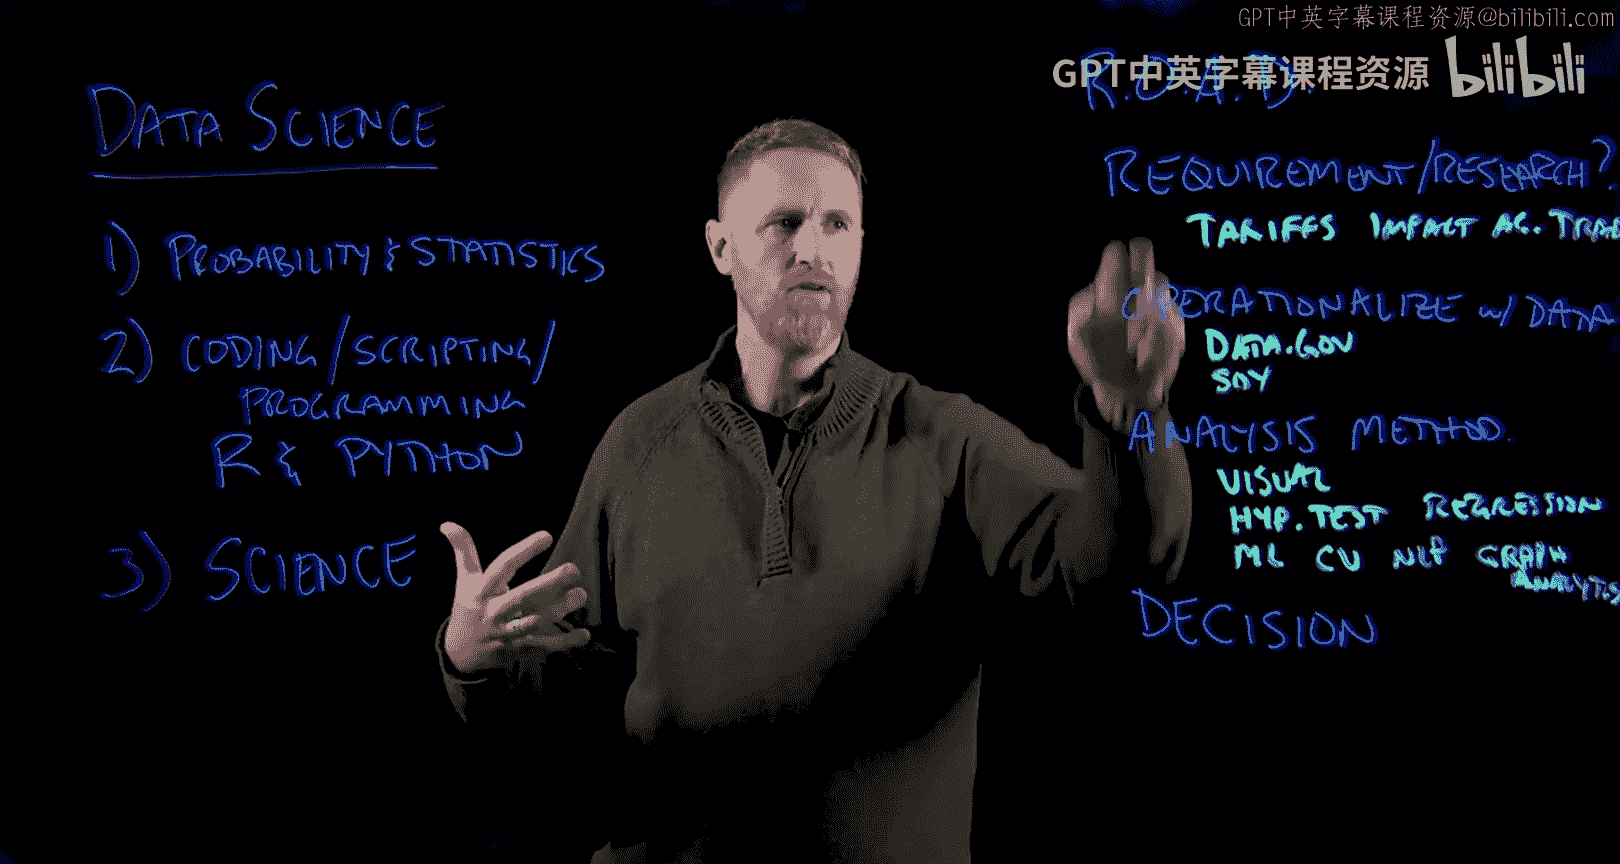 GPT中英字幕课程资源@bilibili.com
GPT中英字幕课程资源 bilibili
DATA SCIENCE
1) PROBABILITY & STATISTICS
2) CODING/SCRIPTING/
PROGRAMMING
R & PYTHON
3) SCIENCE
R.O.A.D.
REQUIREMENT/RESEARCH?
TARIFFS IMPACT AG. TRADE
OPERATIONALIZE w/ DATA
DATA.GOV
SOY
ANALYSIS METHOD.
VISUAL
HYP. TEST REGRESSION
ML CV NLP GRAPH
ANALYTICS
DECISION